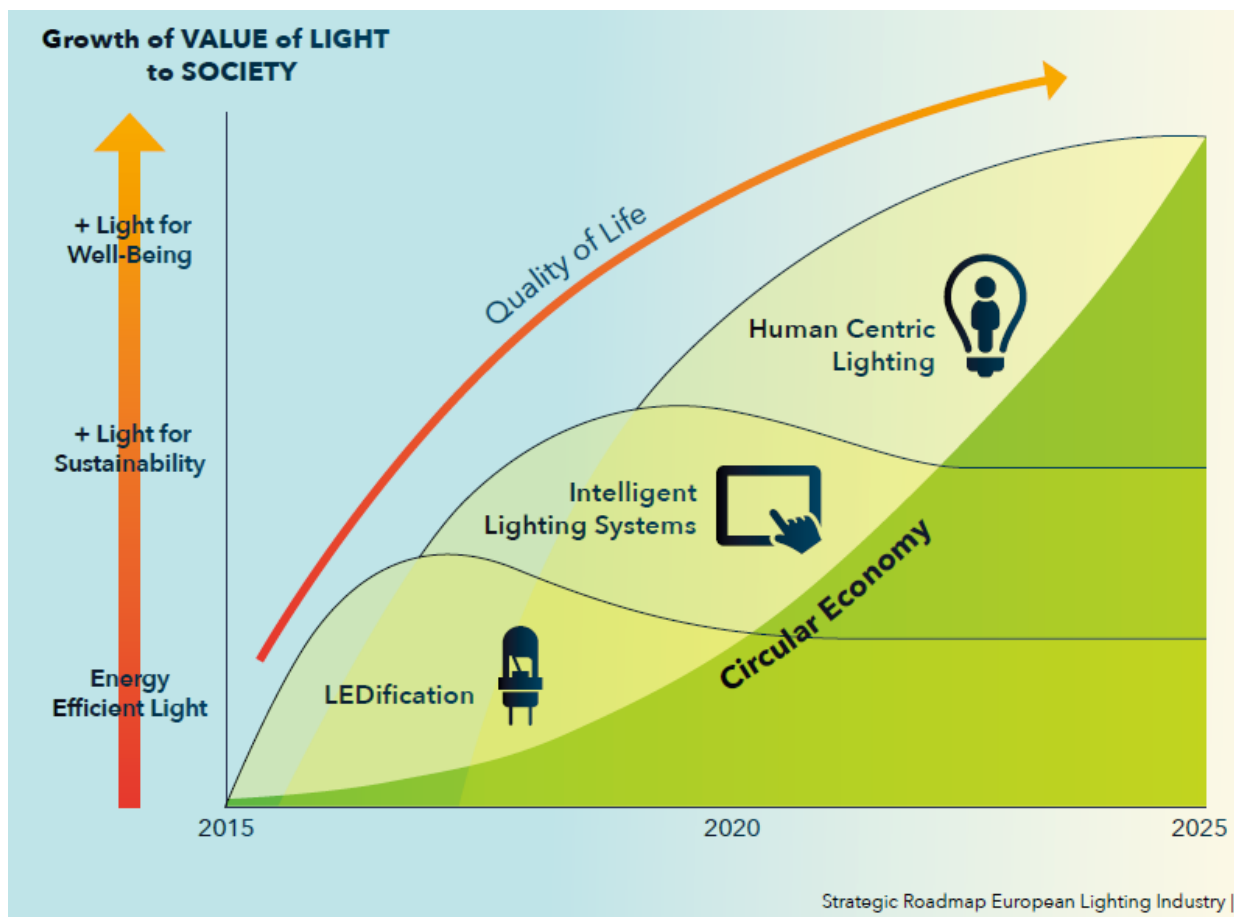 Growth of VALUE of LIGHT
to SOCIETY
+ Light for
Well-Being
+ Light for
Sustainability
Energy
Efficient Light
Quality of Life
Human Centric
Lighting
Intelligent
Lighting Systems
LEDification
Circular Economy
2015
2020
2025
Strategic Roadmap European Lighting Industry |